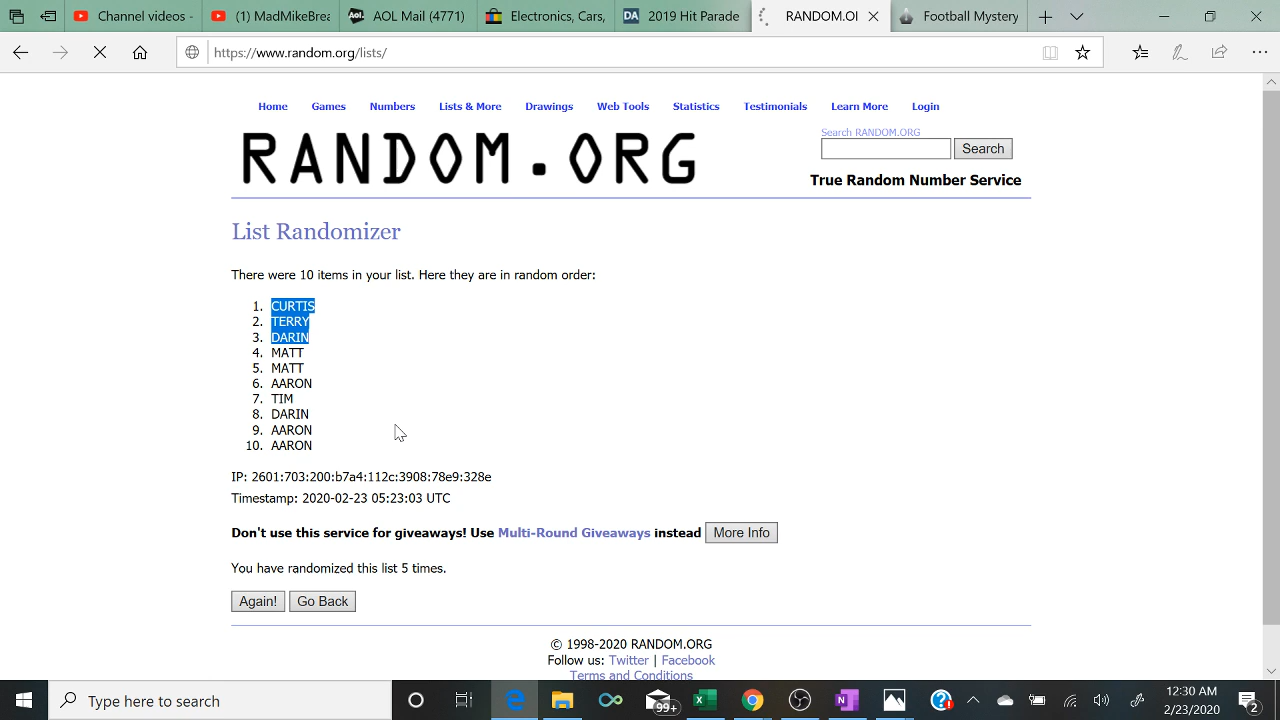 Channel videos -
(1) MadMikeBrea
AOL Mail (4771)
Electronics, Cars,
DA 2019 Hit Parade
RANDOM.OI
Football Mystery
https://www.random.org/lists/
Home Games Numbers Lists & More Drawings Web Tools Statistics Testimonials Learn More Login
Search RANDOM.ORG
RANDOM.ORG
Search
True Random Number Service
List Randomizer
There were 10 items in your list. Here they are in random order:
1. CURTIS
2. TERRY
3. DARIN
4. MATT
5. MATT
6. AARON
7. TIM
8. DARIN
9. AARON
10. AARON
IP: 2601:703:200:b7a4:112c:3908:78e9:328e
Timestamp: 2020-02-23 05:23:03 UTC
Don't use this service for giveaways! Use Multi-Round Giveaways instead More Info
You have randomized this list 5 times.
Again! Go Back
© 1998-2020 RANDOM.ORG
Follow us: Twitter | Facebook
Terms and Conditions
Type here to search
99+
12:30 AM
2/23/2020
2